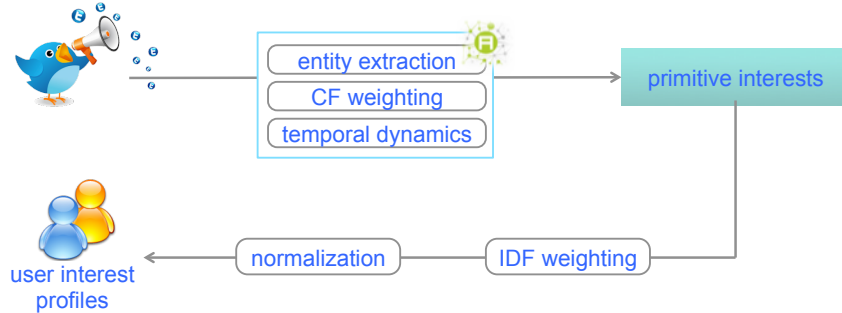 entity extraction
CF weighting
temporal dynamics
primitive interests
normalization
IDF weighting
user interest
profiles